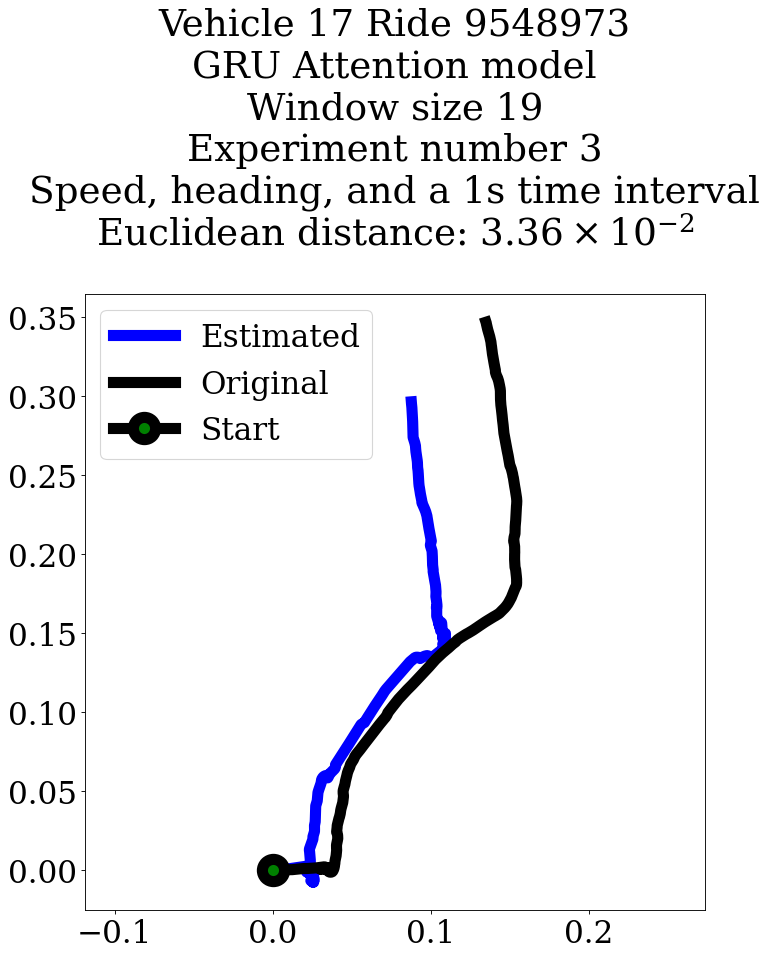 Vehicle 17 Ride 9548973
GRU Attention model
Window size 19
Experiment number 3
Speed, heading, and a 1s time interval
Euclidean distance: 3.36 × 10⁻²
Estimated
Original
Start
0.35
0.30
0.25
0.20
0.15
0.10
0.05
0.00
−0.1 0.0 0.1 0.2